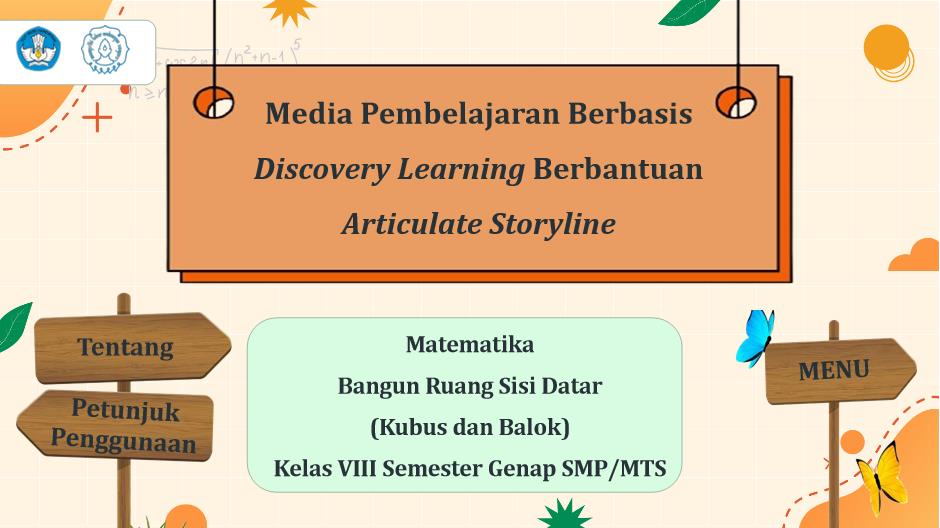 Media Pembelajaran Berbasis
Discovery Learning Berbantuan
Articulate Storyline
Tentang
Petunjuk
Penggunaan
Matematika
Bangun Ruang Sisi Datar
(Kubus dan Balok)
Kelas VIII Semester Genap SMP/MTS
MENU